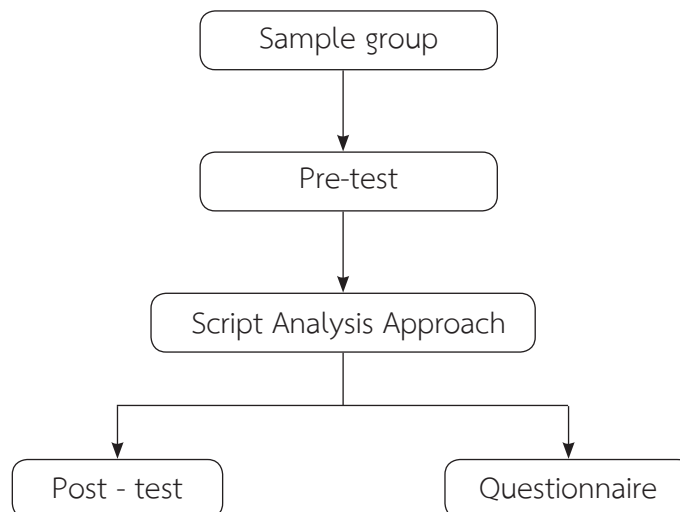 Sample group
Pre-test
Script Analysis Approach
Post - test
Questionnaire